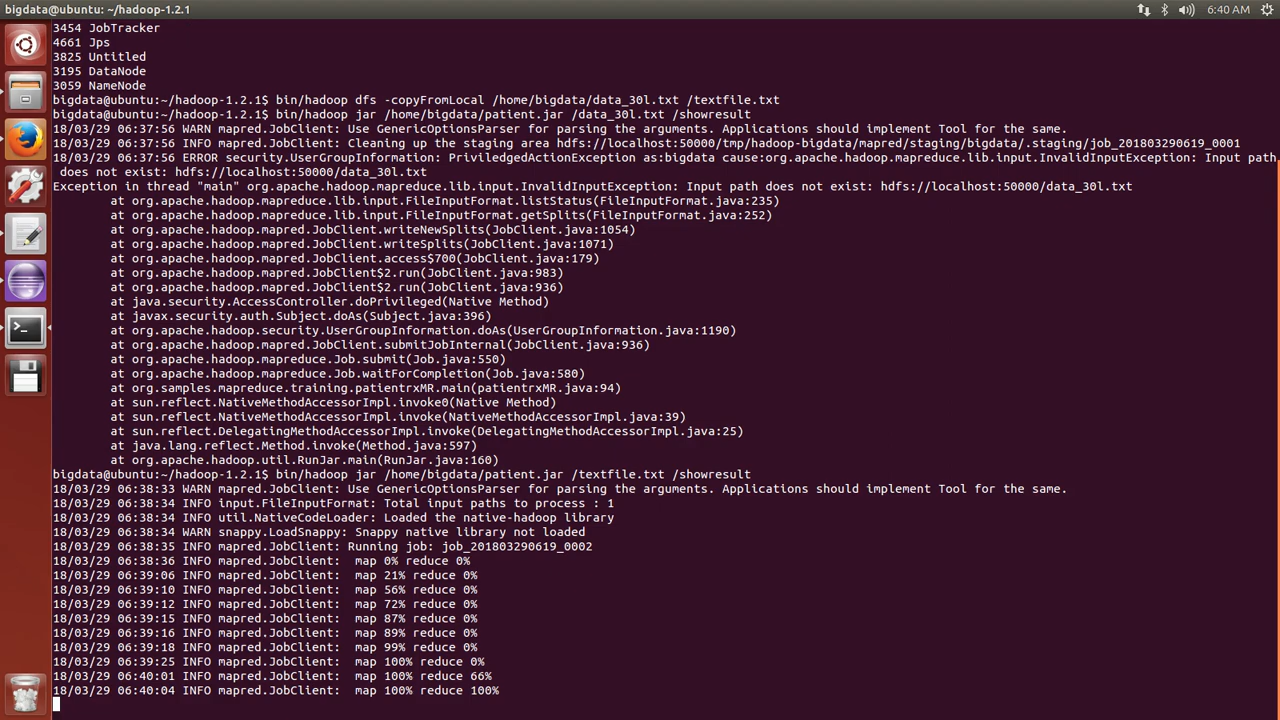 bigdata@ubuntu: ~/hadoop-1.2.1
6:40 AM
3454 JobTracker
4661 Jps
3825 Untitled
3195 DataNode
3059 NameNode
bigdata@ubuntu:~/hadoop-1.2.1$ bin/hadoop dfs -copyFromLocal /home/bigdata/data_30l.txt /textfile.txt
bigdata@ubuntu:~/hadoop-1.2.1$ bin/hadoop jar /home/bigdata/patient.jar /data_30l.txt /showresult
18/03/29 06:37:56 WARN mapred.JobClient: Use GenericOptionsParser for parsing the arguments. Applications should implement Tool for the same.
18/03/29 06:37:56 INFO mapred.JobClient: Cleaning up the staging area hdfs://localhost:50000/tmp/hadoop-bigdata/mapred/staging/bigdata/.staging/job_201803290619_0001
18/03/29 06:37:56 ERROR security.UserGroupInformation: PriviledgedActionException as:bigdata cause:org.apache.hadoop.mapreduce.lib.input.InvalidInputException: Input path
does not exist: hdfs://localhost:50000/data_30l.txt
Exception in thread "main" org.apache.hadoop.mapreduce.lib.input.InvalidInputException: Input path does not exist: hdfs://localhost:50000/data_30l.txt
at org.apache.hadoop.mapreduce.lib.input.FileInputFormat.listStatus(FileInputFormat.java:235)
at org.apache.hadoop.mapreduce.lib.input.FileInputFormat.getSplits(FileInputFormat.java:252)
at org.apache.hadoop.mapred.JobClient.writeNewSplits(JobClient.java:1054)
at org.apache.hadoop.mapred.JobClient.writeSplits(JobClient.java:1071)
at org.apache.hadoop.mapred.JobClient.access$700(JobClient.java:179)
at org.apache.hadoop.mapred.JobClient$2.run(JobClient.java:983)
at org.apache.hadoop.mapred.JobClient$2.run(JobClient.java:936)
at java.security.AccessController.doPrivileged(Native Method)
at javax.security.auth.Subject.doAs(Subject.java:396)
at org.apache.hadoop.security.UserGroupInformation.doAs(UserGroupInformation.java:1190)
at org.apache.hadoop.mapred.JobClient.submitJobInternal(JobClient.java:936)
at org.apache.hadoop.mapreduce.Job.submit(Job.java:550)
at org.apache.hadoop.mapreduce.Job.waitForCompletion(Job.java:580)
at org.samples.mapreduce.training.patientrxMR.main(patientrxMR.java:94)
at sun.reflect.NativeMethodAccessorImpl.invoke0(Native Method)
at sun.reflect.NativeMethodAccessorImpl.invoke(NativeMethodAccessorImpl.java:39)
at sun.reflect.DelegatingMethodAccessorImpl.invoke(DelegatingMethodAccessorImpl.java:25)
at java.lang.reflect.Method.invoke(Method.java:597)
at org.apache.hadoop.util.RunJar.main(RunJar.java:160)
bigdata@ubuntu:~/hadoop-1.2.1$ bin/hadoop jar /home/bigdata/patient.jar /textfile.txt /showresult
18/03/29 06:38:33 WARN mapred.JobClient: Use GenericOptionsParser for parsing the arguments. Applications should implement Tool for the same.
18/03/29 06:38:34 INFO input.FileInputFormat: Total input paths to process : 1
18/03/29 06:38:34 INFO util.NativeCodeLoader: Loaded the native-hadoop library
18/03/29 06:38:34 WARN snappy.LoadSnappy: Snappy native library not loaded
18/03/29 06:38:35 INFO mapred.JobClient: Running job: job_201803290619_0002
18/03/29 06:38:36 INFO mapred.JobClient:  map 0% reduce 0%
18/03/29 06:39:06 INFO mapred.JobClient:  map 21% reduce 0%
18/03/29 06:39:10 INFO mapred.JobClient:  map 56% reduce 0%
18/03/29 06:39:12 INFO mapred.JobClient:  map 72% reduce 0%
18/03/29 06:39:15 INFO mapred.JobClient:  map 87% reduce 0%
18/03/29 06:39:16 INFO mapred.JobClient:  map 89% reduce 0%
18/03/29 06:39:18 INFO mapred.JobClient:  map 99% reduce 0%
18/03/29 06:39:25 INFO mapred.JobClient:  map 100% reduce 0%
18/03/29 06:40:01 INFO mapred.JobClient:  map 100% reduce 66%
18/03/29 06:40:04 INFO mapred.JobClient:  map 100% reduce 100%